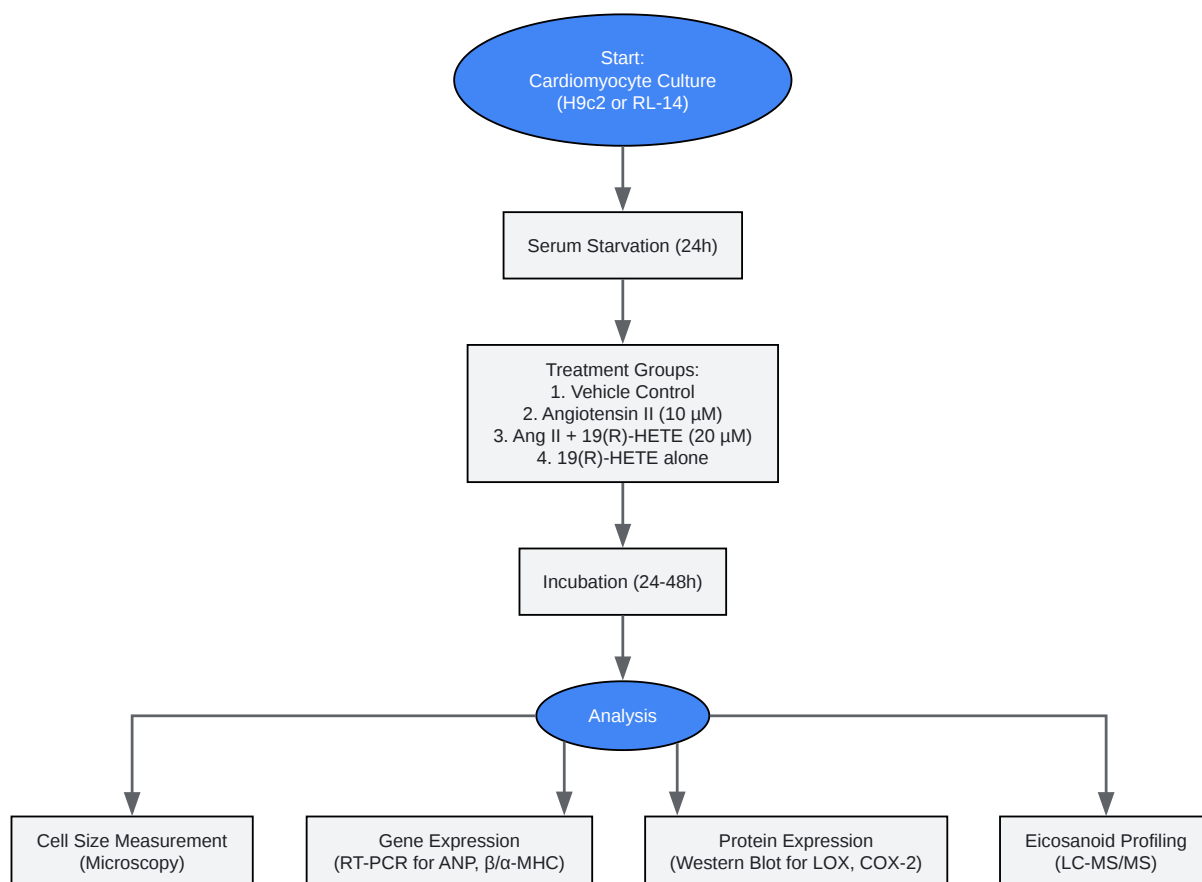 Start:
Cardiomyocyte Culture
(H9c2 or RL-14)
Serum Starvation (24h)
Treatment Groups:
1. Vehicle Control
2. Angiotensin II (10 µM)
3. Ang II + 19(R)-HETE (20 µM)
4. 19(R)-HETE alone
Incubation (24-48h)
Analysis
Cell Size Measurement
(Microscopy)
Gene Expression
(RT-PCR for ANP, β/α-MHC)
Protein Expression
(Western Blot for LOX, COX-2)
Eicosanoid Profiling
(LC-MS/MS)